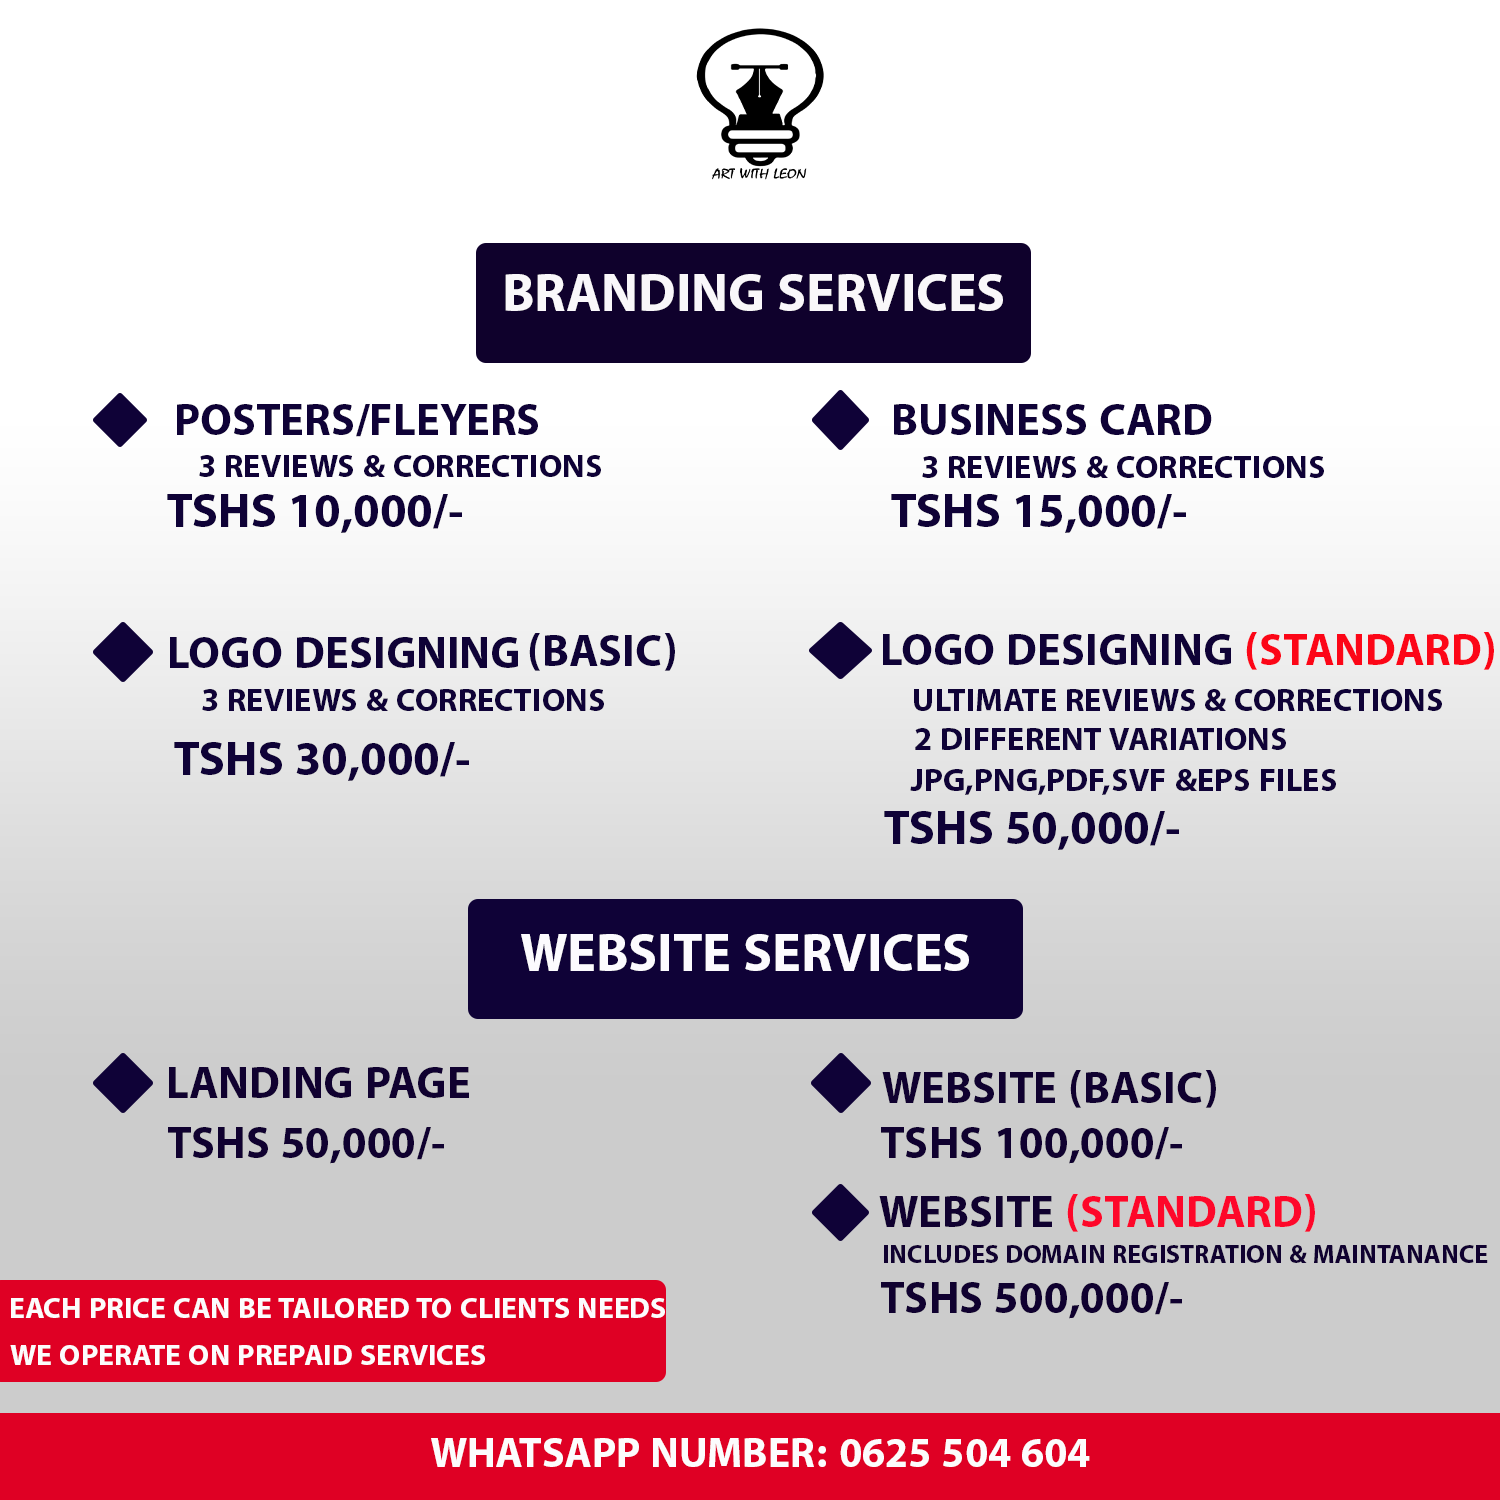 ART WITH LEON
BRANDING SERVICES
POSTERS/FLEYERS
3 REVIEWS & CORRECTIONS
TSHS 10,000/-
BUSINESS CARD
3 REVIEWS & CORRECTIONS
TSHS 15,000/-
LOGO DESIGNING (BASIC)
3 REVIEWS & CORRECTIONS
TSHS 30,000/-
LOGO DESIGNING (STANDARD)
ULTIMATE REVIEWS & CORRECTIONS
2 DIFFERENT VARIATIONS
JPG,PNG,PDF,SVF &EPS FILES
TSHS 50,000/-
WEBSITE SERVICES
LANDING PAGE
TSHS 50,000/-
WEBSITE (BASIC)
TSHS 100,000/-
WEBSITE (STANDARD)
INCLUDES DOMAIN REGISTRATION & MAINTANANCE
TSHS 500,000/-
EACH PRICE CAN BE TAILORED TO CLIENTS NEEDS
WE OPERATE ON PREPAID SERVICES
WHATSAPP NUMBER: 0625 504 604